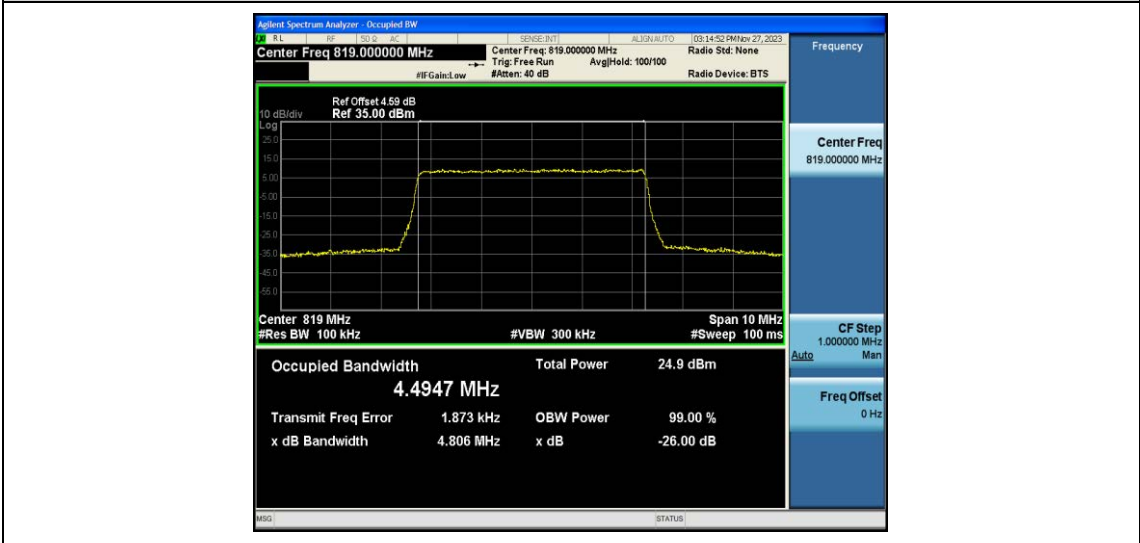 Agilent Spectrum Analyzer - Occupied BW
RL RF 50 Ω AC SENSE:INT ALIGN AUTO 03:14:52 PM Nov 27, 2023
Center Freq 819.000000 MHz
Center Freq: 819.000000 MHz Radio Std: None
Trig: Free Run Avg|Hold: 100/100
#IFGain:Low #Atten: 40 dB Radio Device: BTS
Frequency
Ref Offset 4.59 dB
10 dB/div Ref 35.00 dBm
Log
25.0
15.0
5.00
-5.00
-15.0
-25.0
-35.0
-45.0
-55.0
Center 819 MHz Span 10 MHz
#Res BW 100 kHz #VBW 300 kHz #Sweep 100 ms
Occupied Bandwidth Total Power 24.9 dBm
4.4947 MHz
Transmit Freq Error 1.873 kHz OBW Power 99.00 %
x dB Bandwidth 4.806 MHz x dB -26.00 dB
Center Freq
819.000000 MHz
CF Step
1.000000 MHz
Auto Man
Freq Offset
0 Hz
MSG STATUS